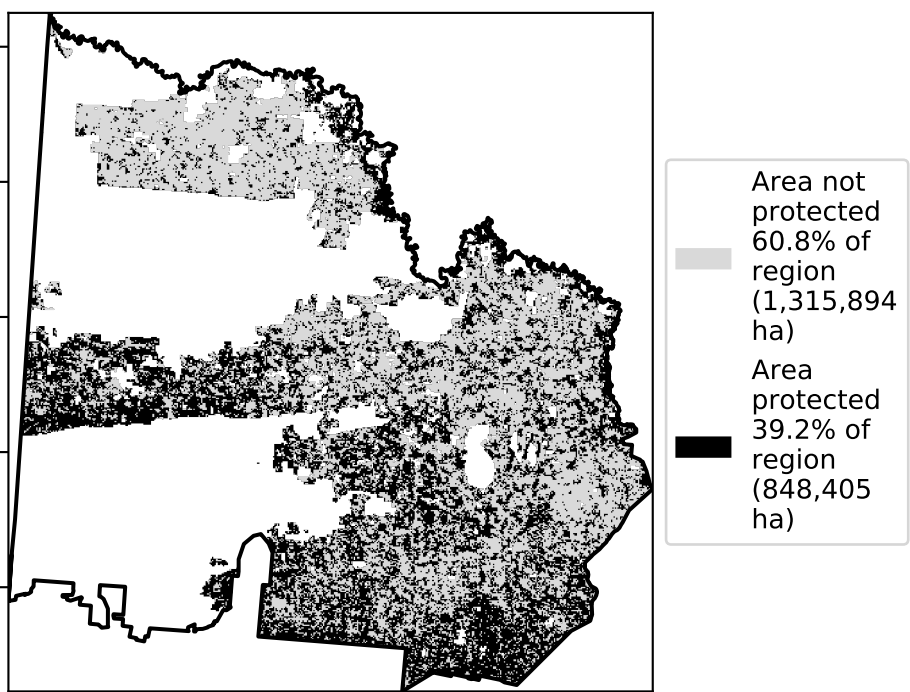 Area not
protected
60.8% of
region
(1,315,894
ha)
Area
protected
39.2% of
region
(848,405
ha)